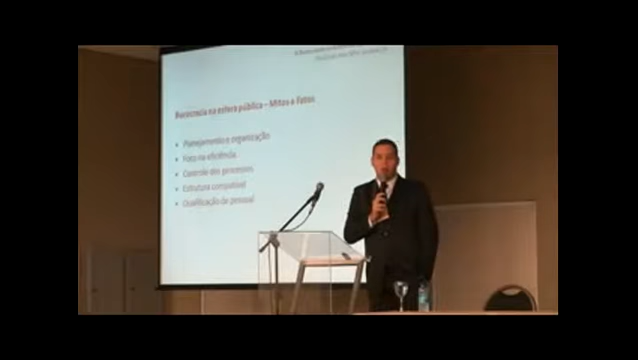 Burocracia na esfera pública – Mitos e Fatos
• Planejamento e organização
• Foco na eficiência
• Controle dos processos
• Estrutura compatível
• Qualificação de pessoal